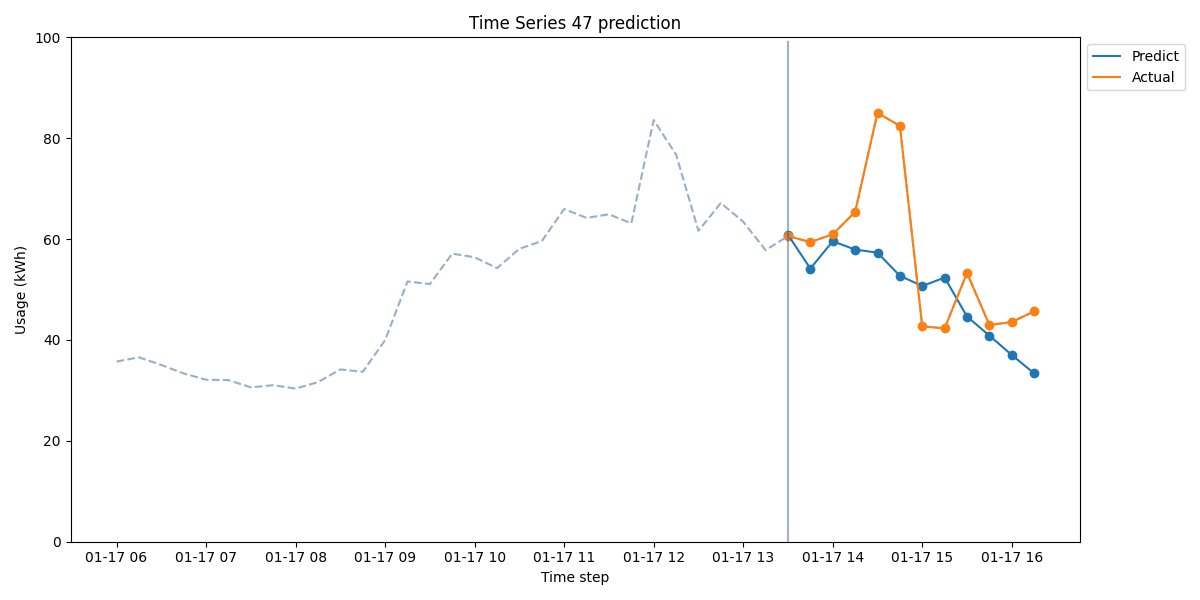 Time Series 47 prediction
100
80
60
40
20
0
Usage (kWh)
01-17 06 01-17 07 01-17 08 01-17 09 01-17 10 01-17 11 01-17 12 01-17 13 01-17 14 01-17 15 01-17 16
Time step
Predict
Actual